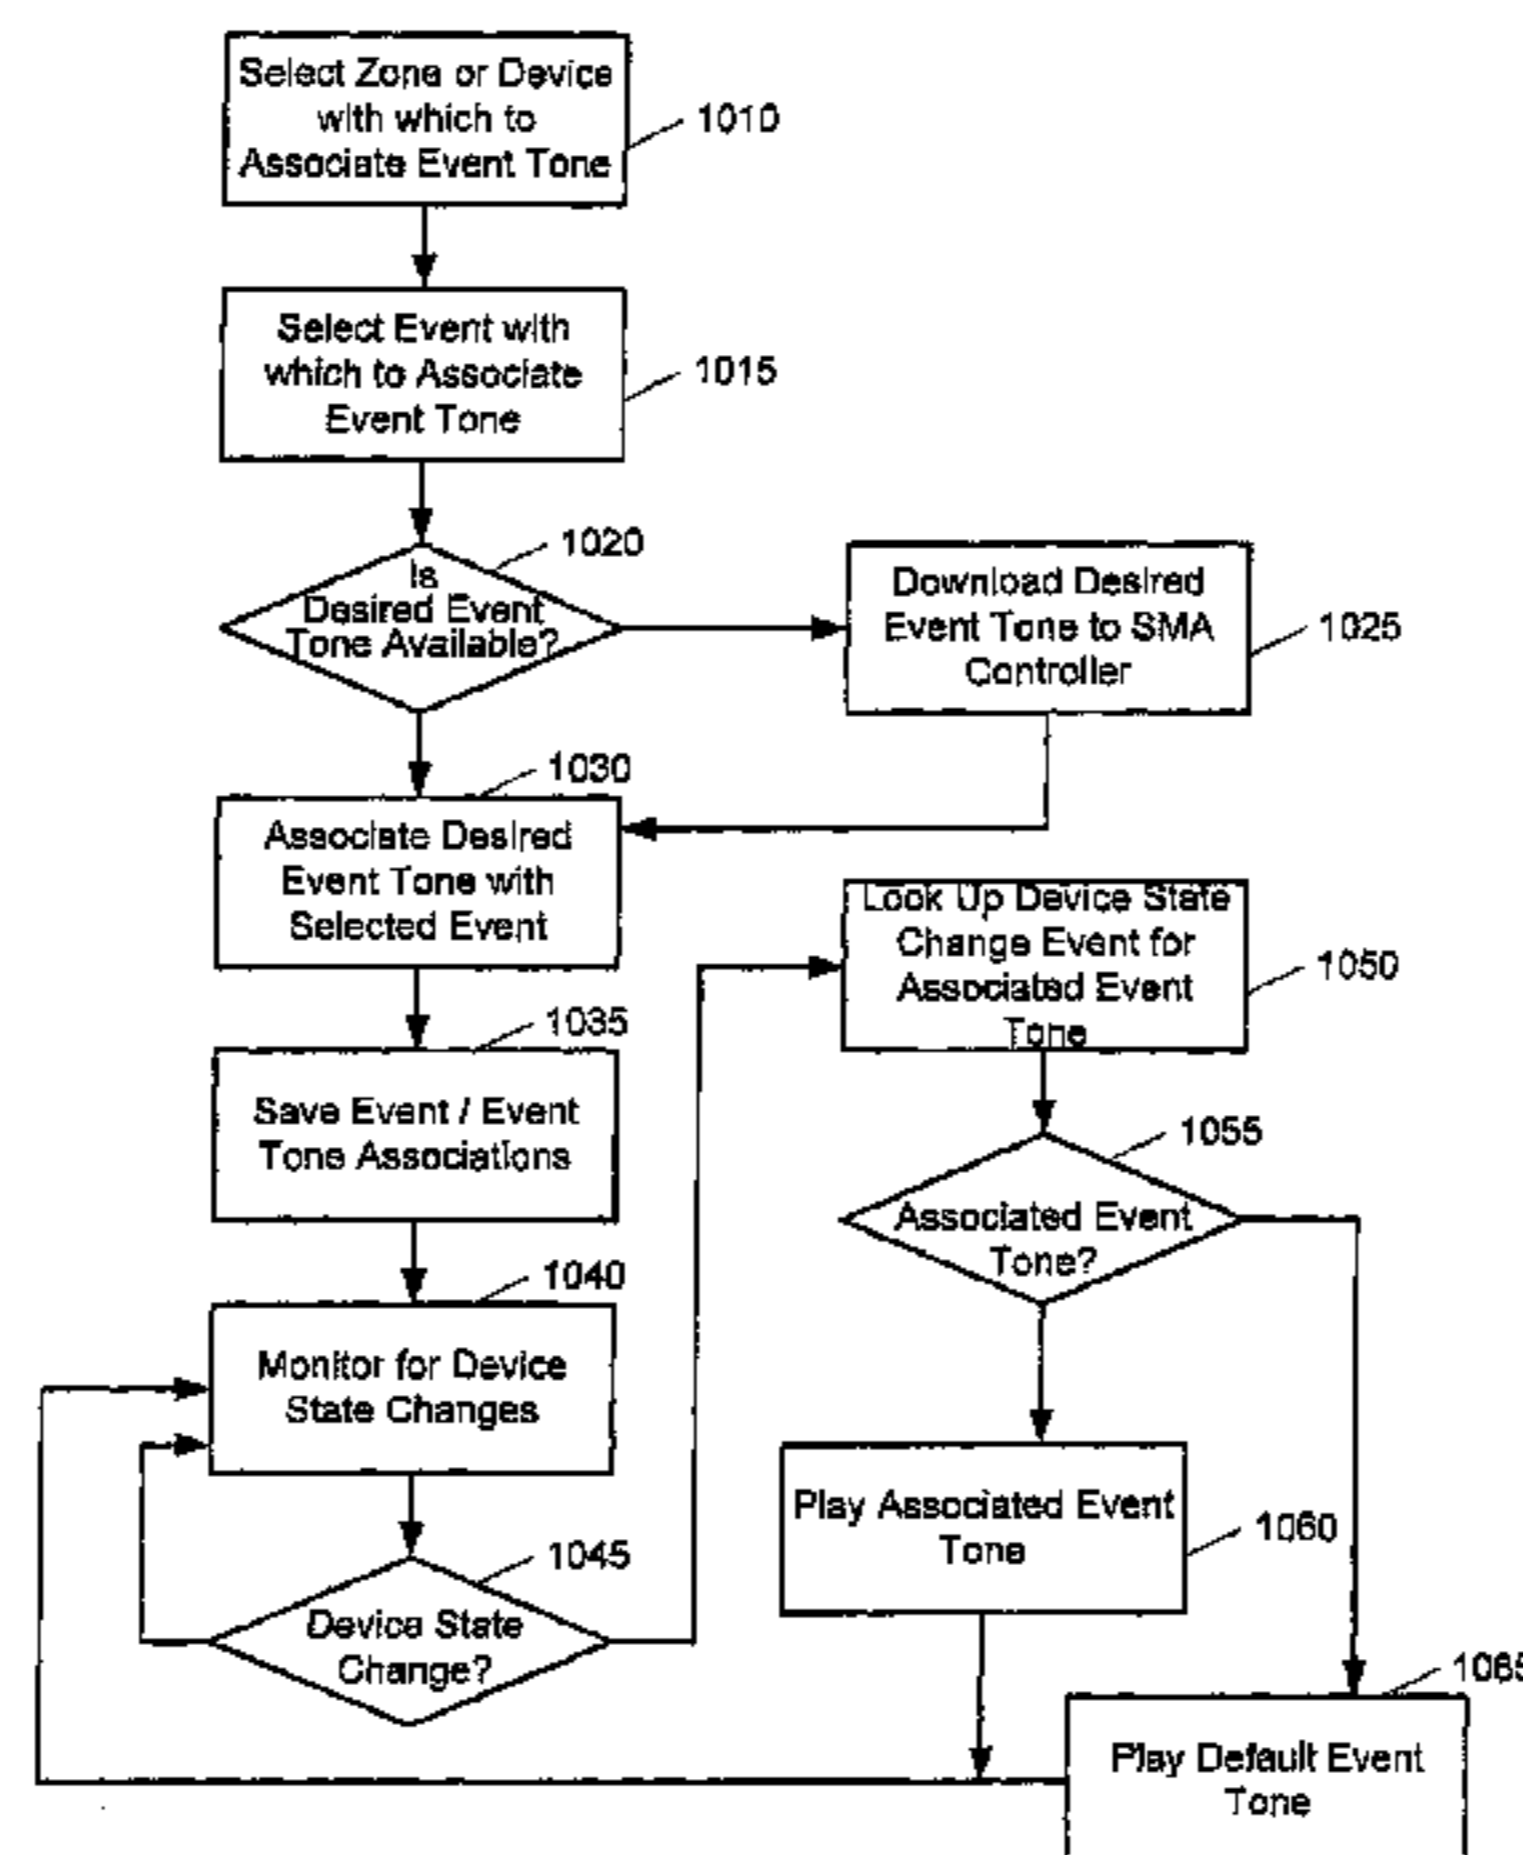 Select Zone or Device
with which to
Associate Event Tone
1010
Select Event with
which to Associate
Event Tone
1015
1020
Is
Desired Event
Tone Available?
Download Desired
Event Tone to SMA
Controller
1025
1030
Associate Desired
Event Tone with
Selected Event
Look Up Device State
Change Event for
Associated Event
Tone
1050
1035
Save Event / Event
Tone Associations
1055
Associated Event
Tone?
1040
Monitor for Device
State Changes
Play Associated Event
Tone
1060
1045
Device State
Change?
1065
Play Default Event
Tone